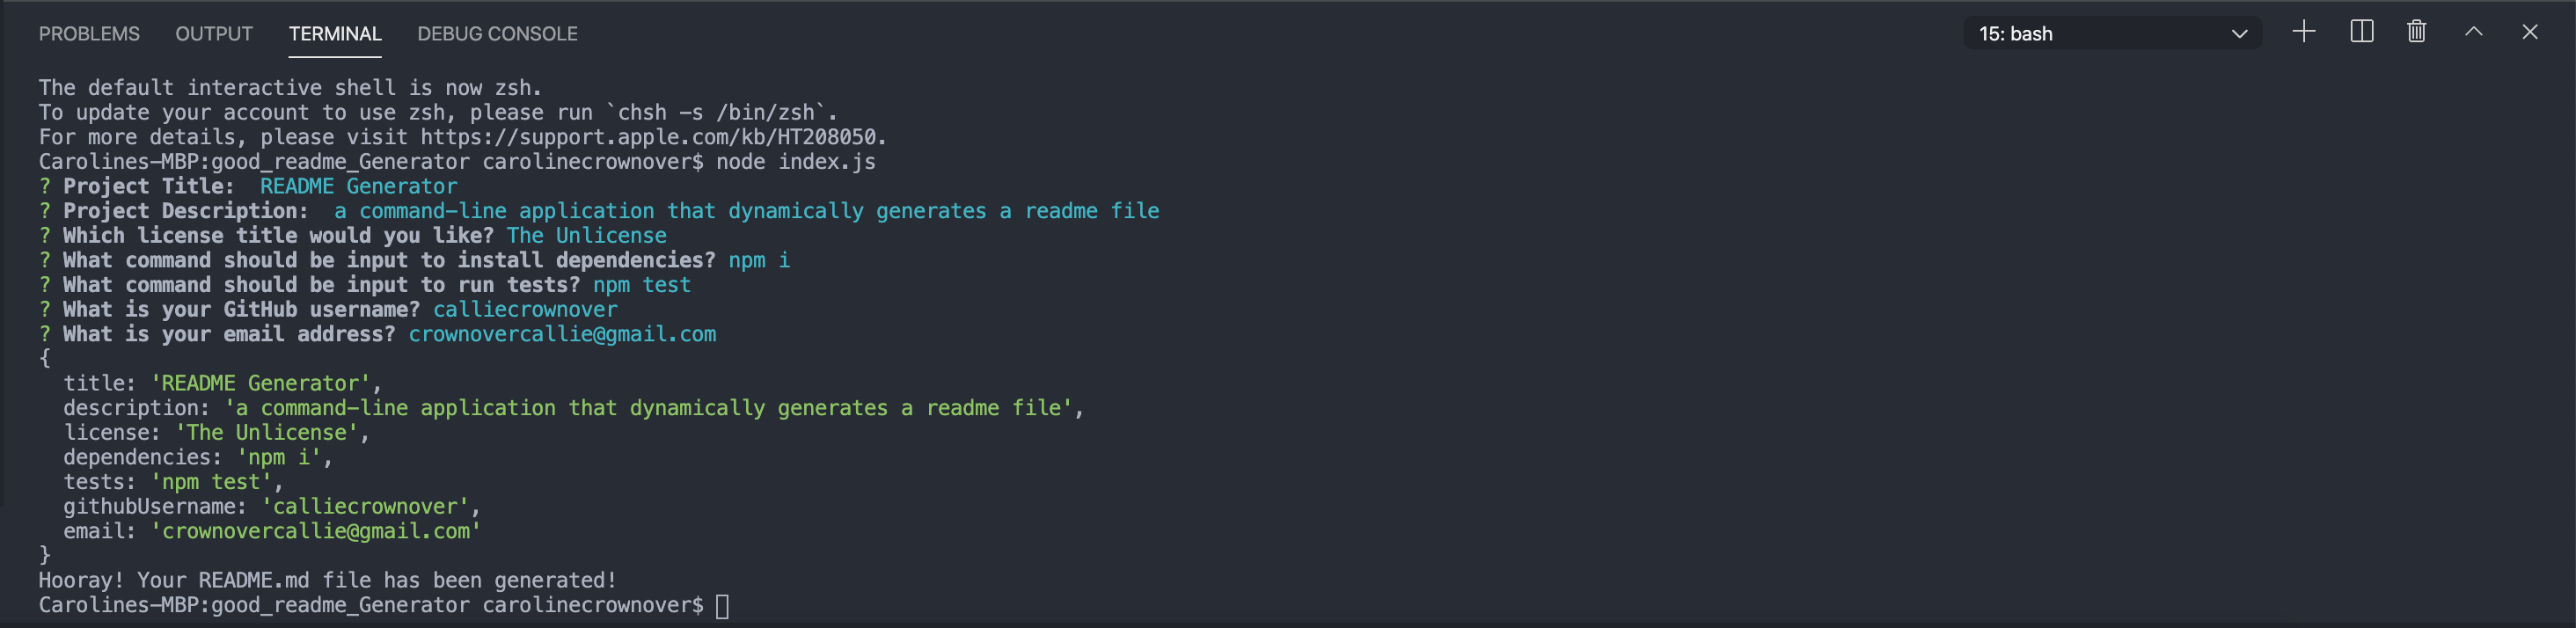 PROBLEMS OUTPUT TERMINAL DEBUG CONSOLE 15: bash
The default interactive shell is now zsh.
To update your account to use zsh, please run `chsh -s /bin/zsh`.
For more details, please visit https://support.apple.com/kb/HT208050.
Carolines-MBP:good_readme_Generator carolinecrownover$ node index.js
? Project Title:  README Generator
? Project Description:  a command-line application that dynamically generates a readme file
? Which license title would you like? The Unlicense
? What command should be input to install dependencies? npm i
? What command should be input to run tests? npm test
? What is your GitHub username? calliecrownover
? What is your email address? crownovercallie@gmail.com
{
  title: 'README Generator',
  description: 'a command-line application that dynamically generates a readme file',
  license: 'The Unlicense',
  dependencies: 'npm i',
  tests: 'npm test',
  githubUsername: 'calliecrownover',
  email: 'crownovercallie@gmail.com'
}
Hooray! Your README.md file has been generated!
Carolines-MBP:good_readme_Generator carolinecrownover$